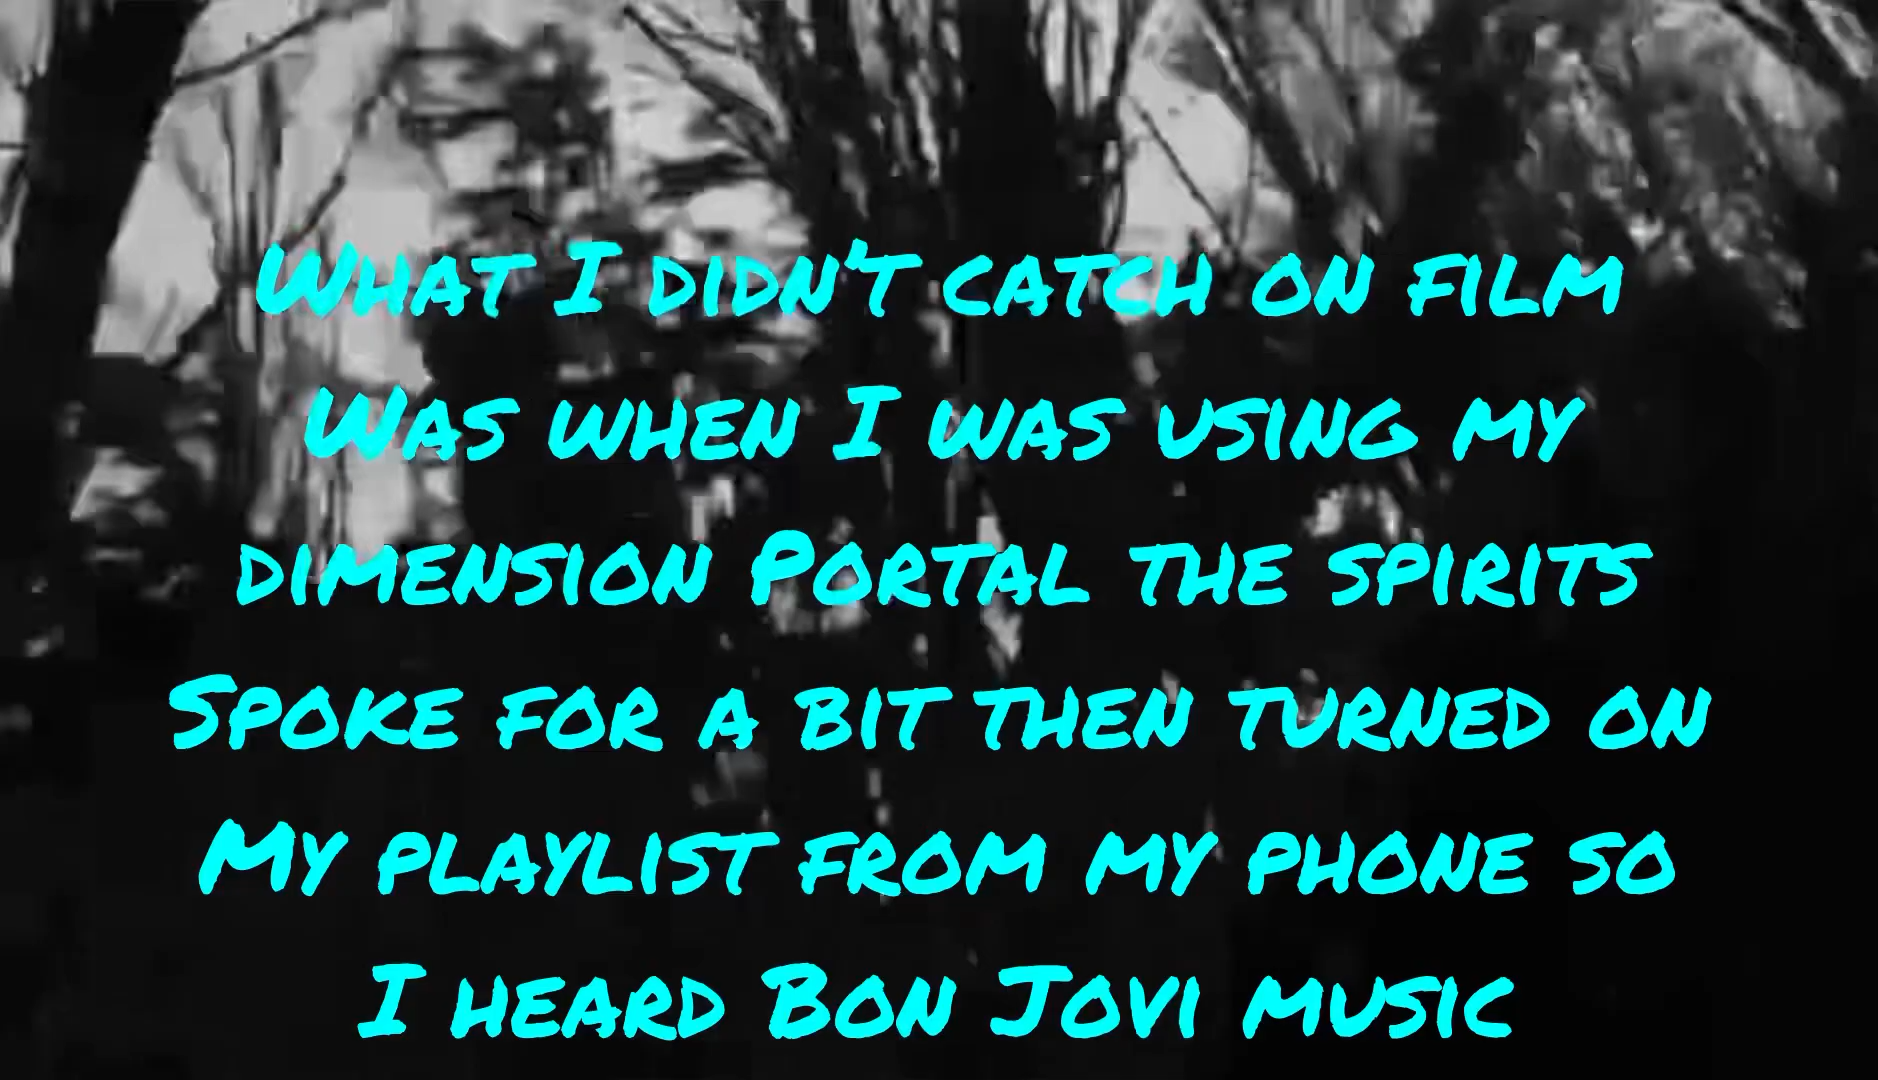 What I didn't catch on film
Was when I was using my
dimension Portal the spirits
Spoke for a bit then turned on
My playlist from my phone so
I heard Bon Jovi music